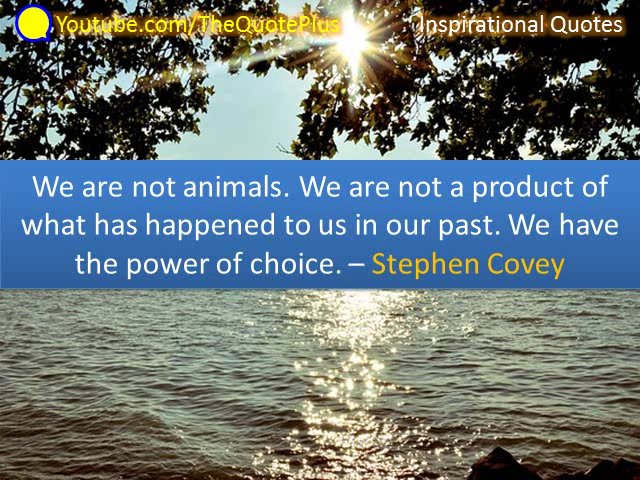 Youtube.com/TheQuotePlus Inspirational Quotes
We are not animals. We are not a product of
what has happened to us in our past. We have
the power of choice. – Stephen Covey